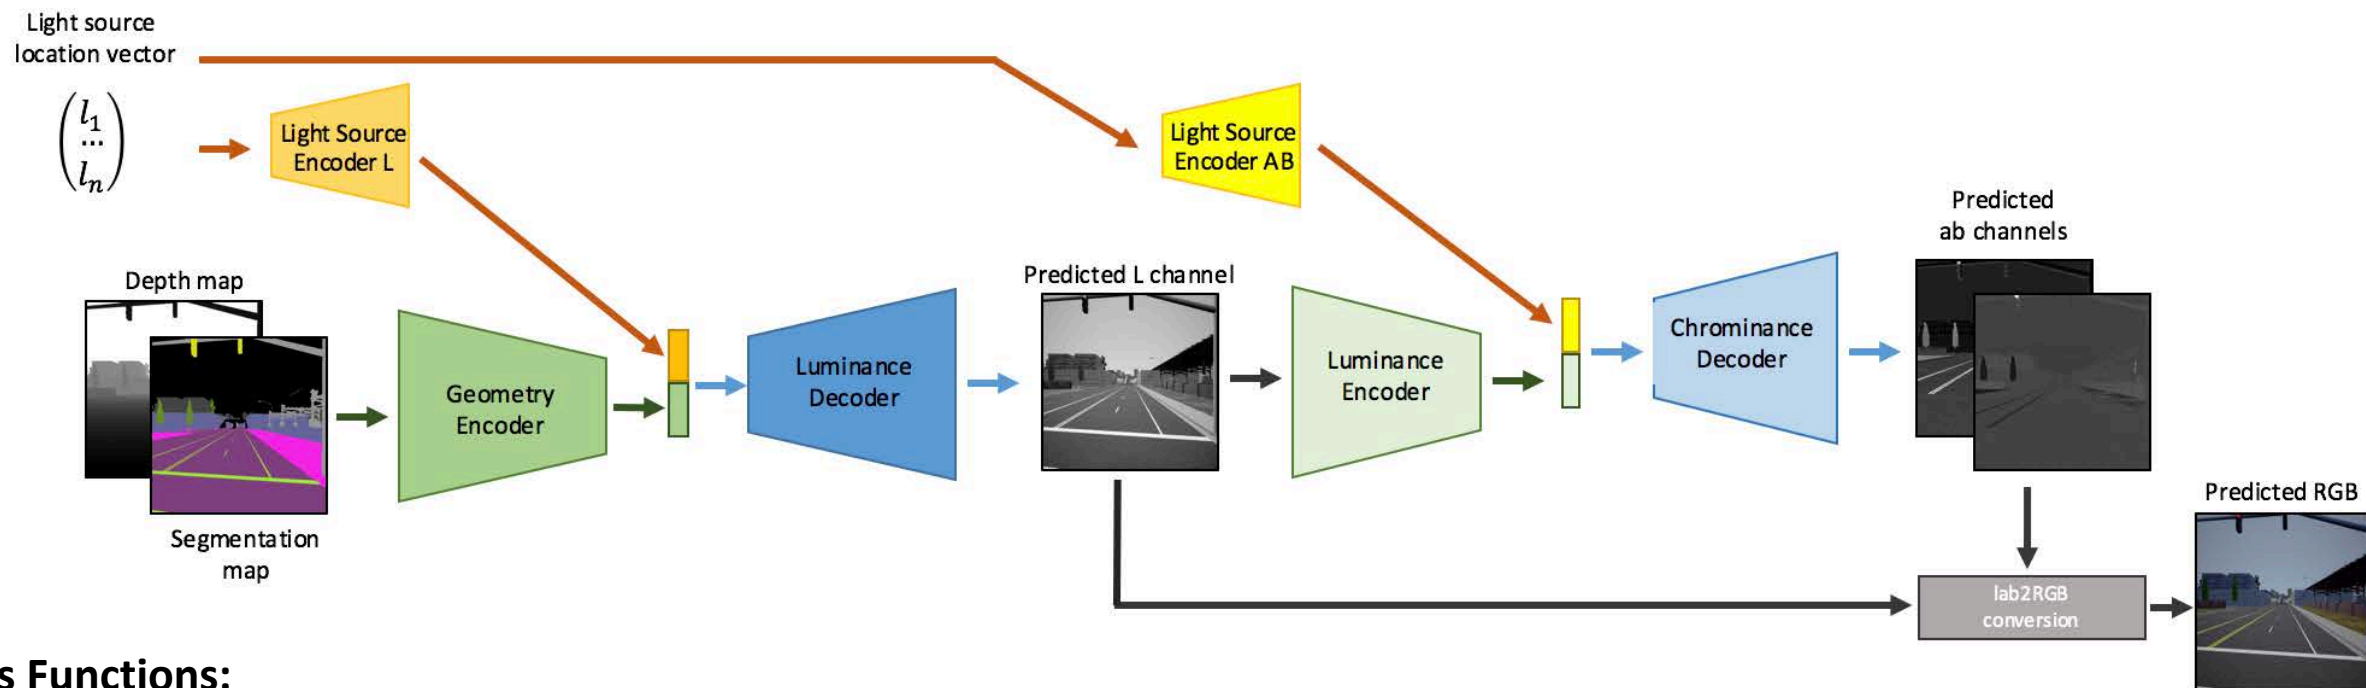 Light source
location vector
l1
...
ln
Light Source
Encoder L
Light Source
Encoder AB
Depth map
Segmentation
map
Geometry
Encoder
Luminance
Decoder
Predicted L channel
Luminance
Encoder
Chrominance
Decoder
Predicted
ab channels
lab2RGB
conversion
Predicted RGB
s Functions: